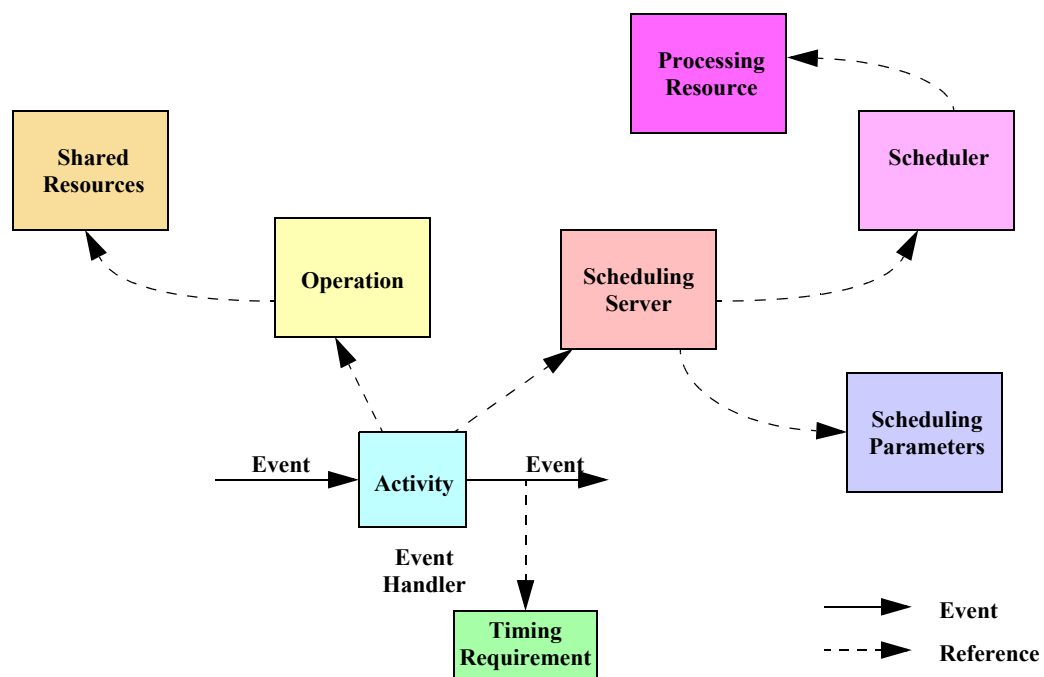 Processing
Resource
Shared
Resources
Scheduler
Operation
Scheduling
Server
Scheduling
Parameters
Event
Event
Activity
Event
Handler
Timing
Requirement
Event
Reference